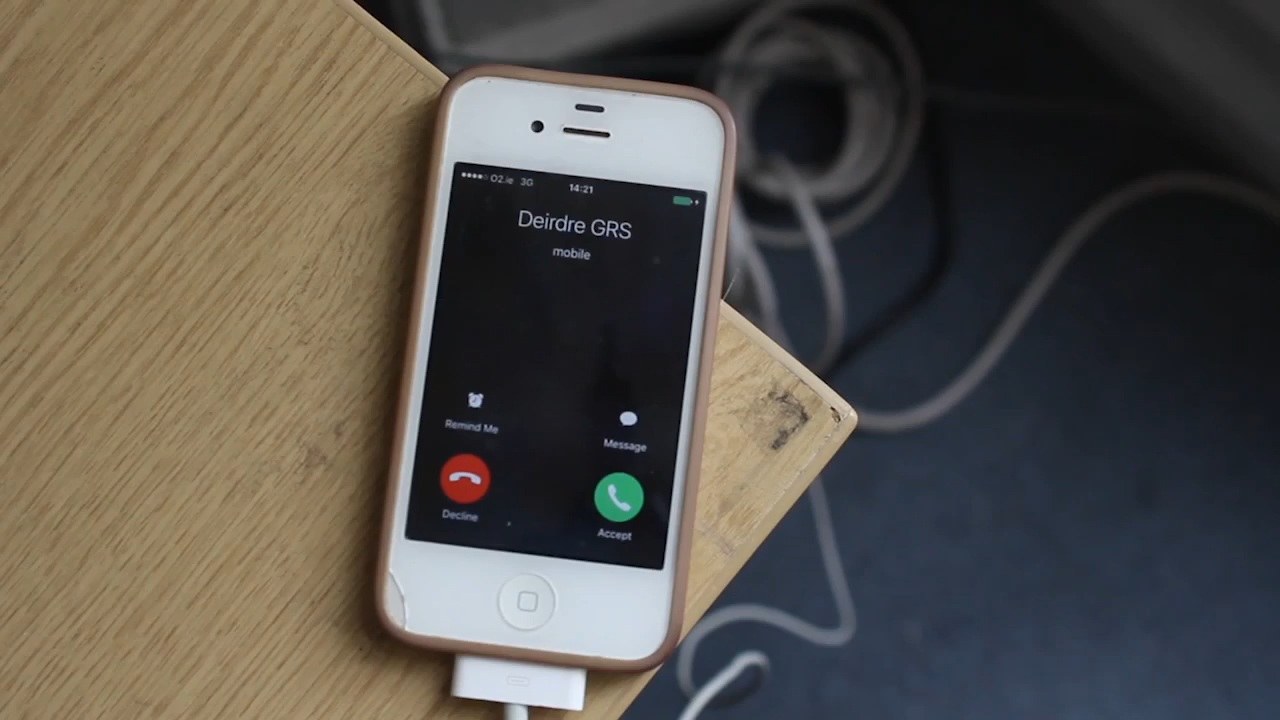 O2.ie 3G 14:21
Deirdre GRS
mobile
Remind Me Message
Decline Accept